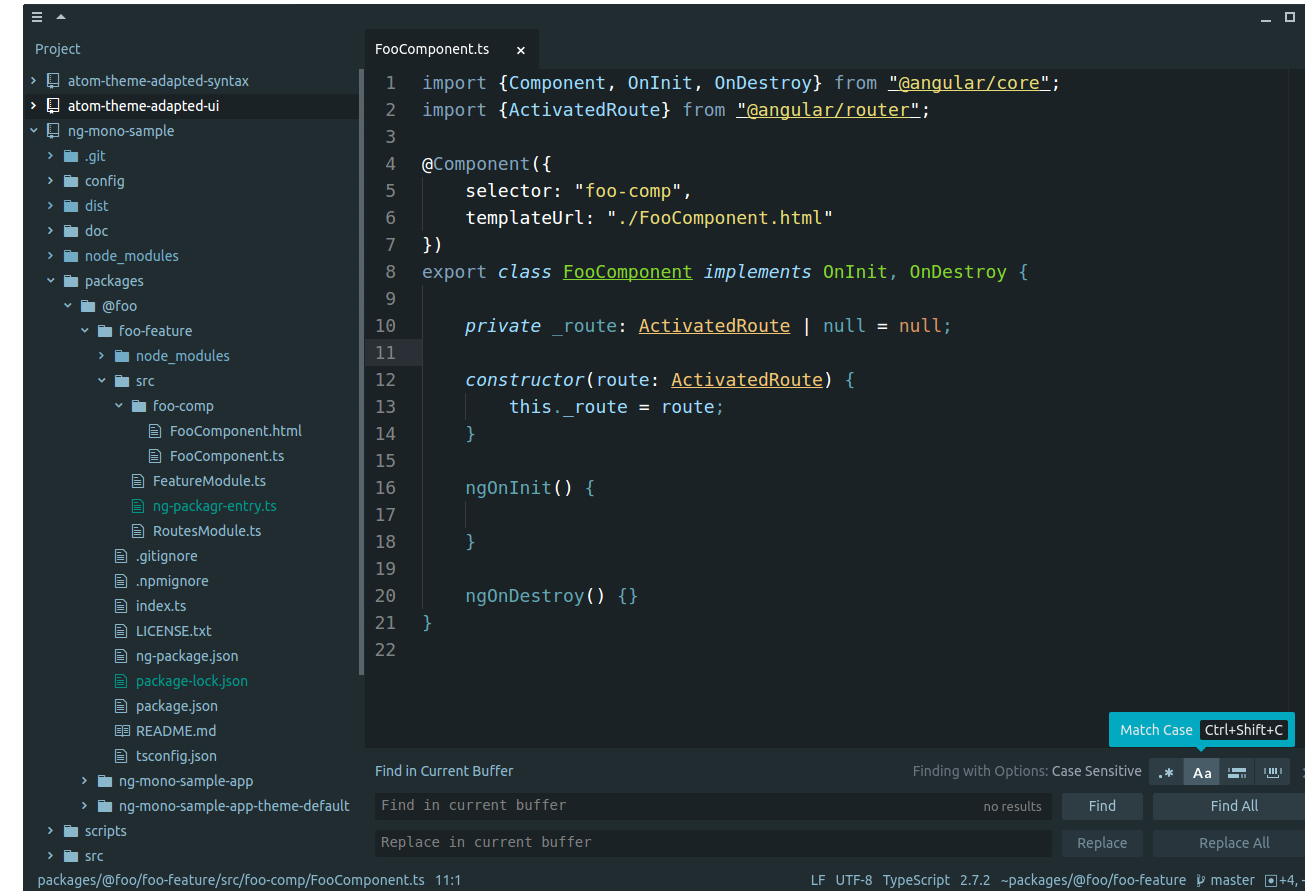 Project
atom-theme-adapted-syntax
atom-theme-adapted-ui
ng-mono-sample
.git
config
dist
doc
node_modules
packages
@foo
foo-feature
node_modules
src
foo-comp
FooComponent.html
FooComponent.ts
FeatureModule.ts
ng-packagr-entry.ts
RoutesModule.ts
.gitignore
.npmignore
index.ts
LICENSE.txt
ng-package.json
package-lock.json
package.json
README.md
tsconfig.json
ng-mono-sample-app
ng-mono-sample-app-theme-default
scripts
src
FooComponent.ts ×
1 import {Component, OnInit, OnDestroy} from "@angular/core";
2 import {ActivatedRoute} from "@angular/router";
3
4 @Component({
5     selector: "foo-comp",
6     templateUrl: "./FooComponent.html"
7 })
8 export class FooComponent implements OnInit, OnDestroy {
9
10     private _route: ActivatedRoute | null = null;
11
12     constructor(route: ActivatedRoute) {
13         this._route = route;
14     }
15
16     ngOnInit() {
17
18     }
19
20     ngOnDestroy() {}
21 }
22
Match Case Ctrl+Shift+C
Find in Current Buffer Finding with Options: Case Sensitive .* Aa
Find in current buffer no results Find Find All
Replace in current buffer Replace Replace All
packages/@foo/foo-feature/src/foo-comp/FooComponent.ts 11:1 LF UTF-8 TypeScript 2.7.2 ~packages/@foo/foo-feature master +4,